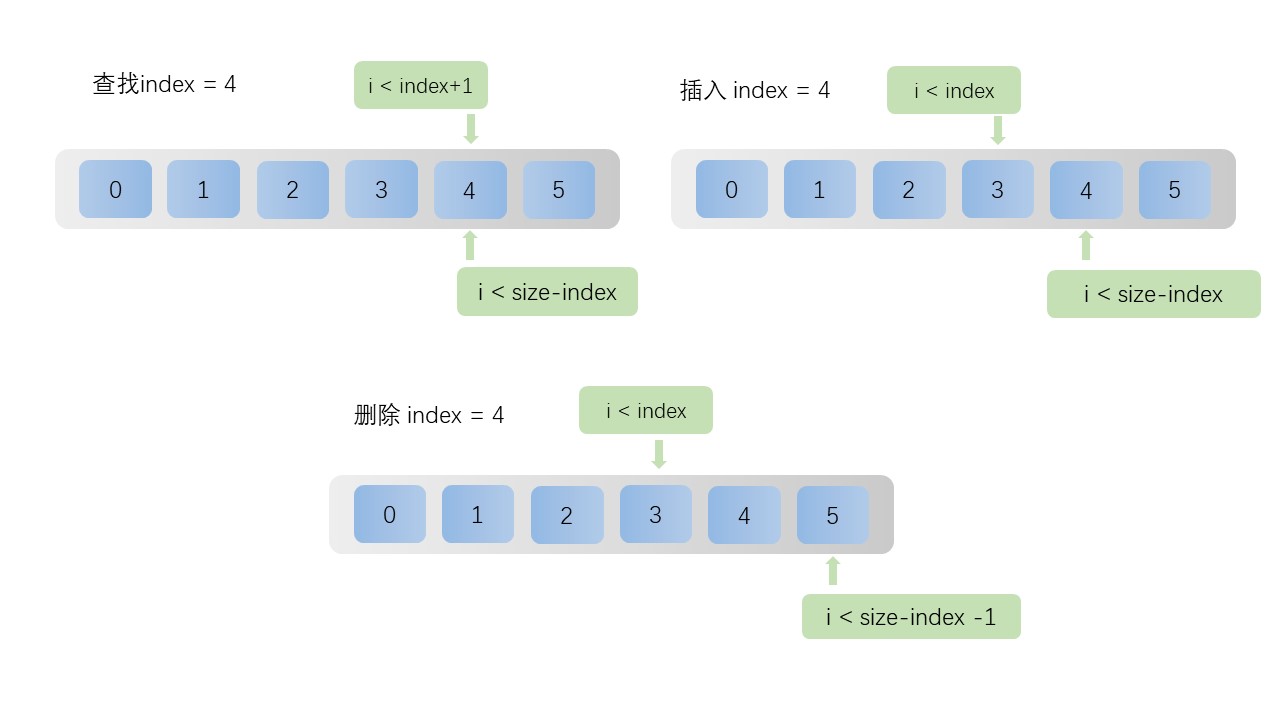 查找index = 4
i < index+1
0 1 2 3 4 5
i < size-index
插入 index = 4
i < index
0 1 2 3 4 5
i < size-index
删除 index = 4
i < index
0 1 2 3 4 5
i < size-index -1